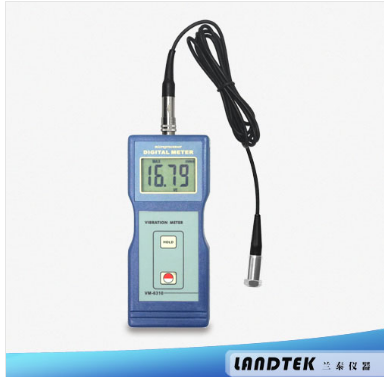 DIGITAL METER
16.79
VIBRATION METER
HOLD
VM-6310
LANDTEK 兰泰仪器